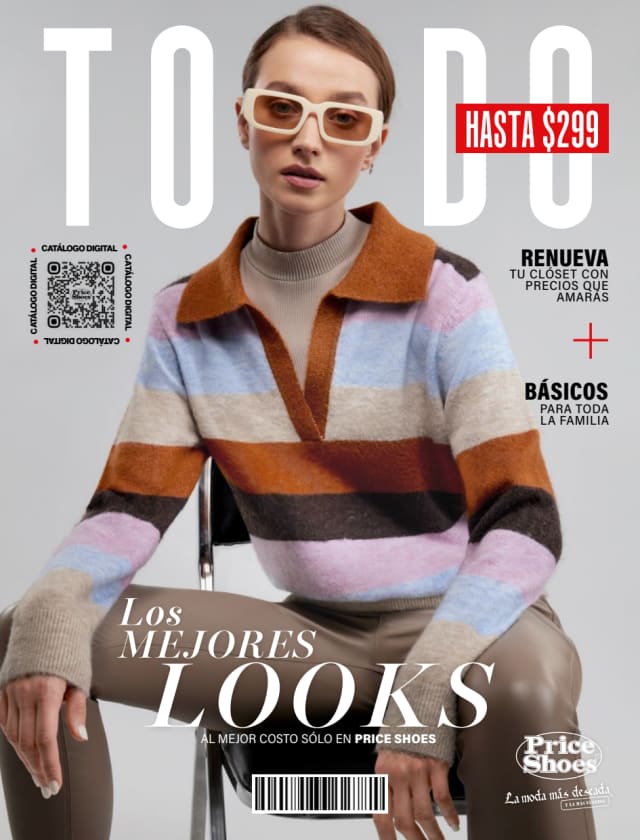 TODO
HASTA $299
CATÁLOGO DIGITAL
CATÁLOGO DIGITAL
CATÁLOGO DIGITAL
CATÁLOGO DIGITAL
Price
Shoes
RENUEVA
TU CLÓSET CON
PRECIOS QUE
AMARÁS
+
BÁSICOS
PARA TODA
LA FAMILIA
Los
MEJORES
LOOKS
AL MEJOR COSTO SÓLO EN PRICE SHOES
Price
Shoes
La moda más deseada